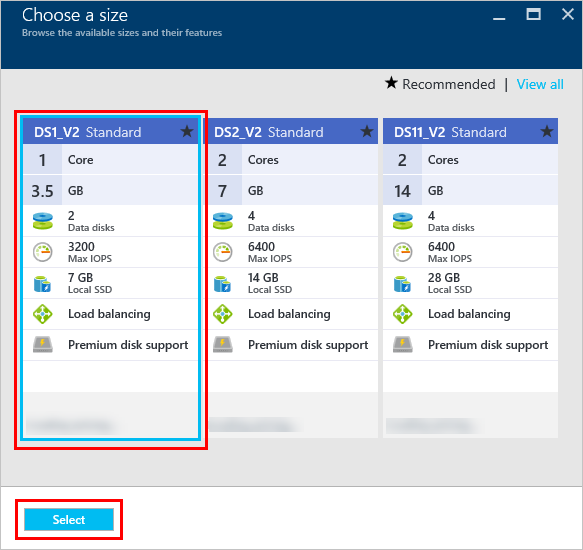 Choose a size
Browse the available sizes and their features
★ Recommended | View all
DS1_V2 Standard ★
1 Core
3.5 GB
2
Data disks
3200
Max IOPS
7 GB
Local SSD
Load balancing
Premium disk support
DS2_V2 Standard ★
2 Cores
7 GB
4
Data disks
6400
Max IOPS
14 GB
Local SSD
Load balancing
Premium disk support
DS11_V2 Standard ★
2 Cores
14 GB
4
Data disks
6400
Max IOPS
28 GB
Local SSD
Load balancing
Premium disk support
Select